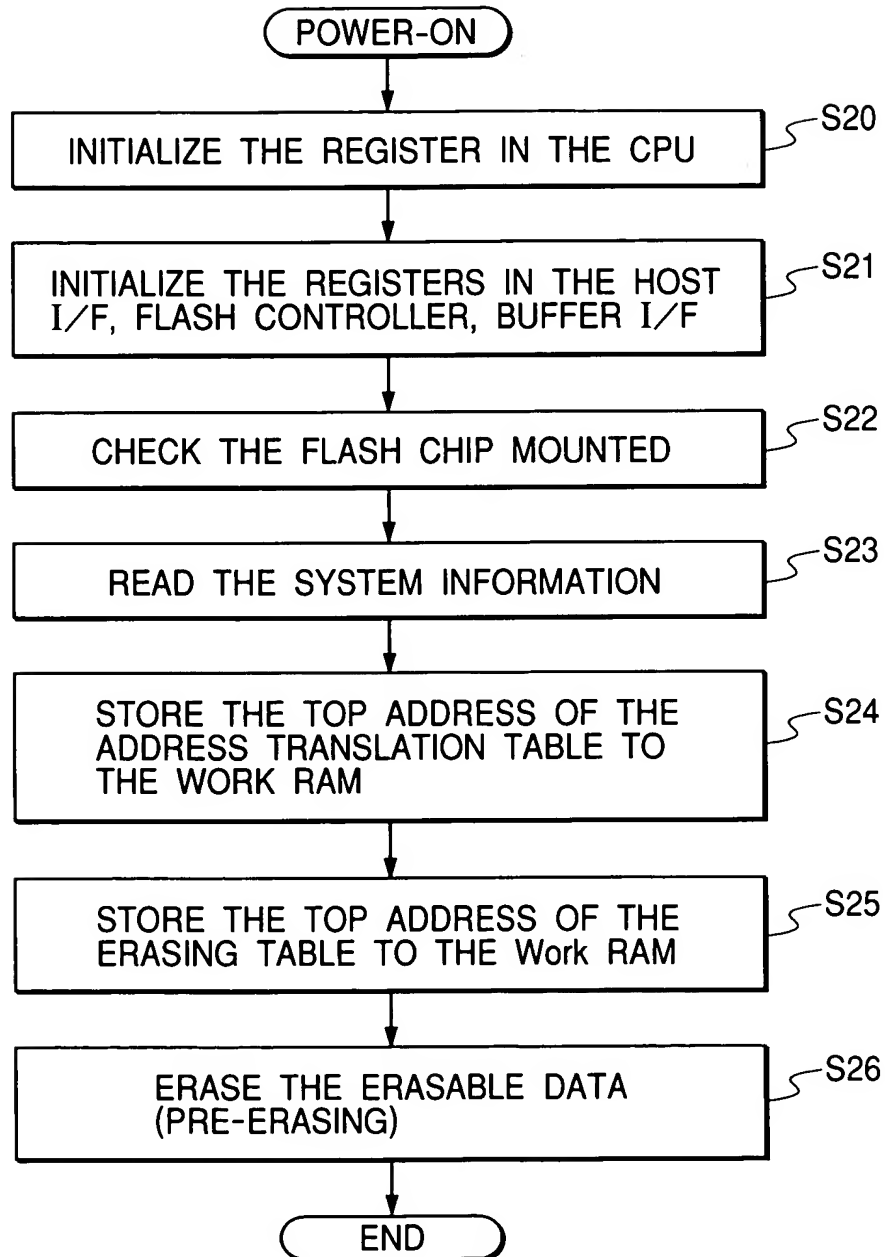 POWER-ON
S20
INITIALIZE THE REGISTER IN THE CPU
S21
INITIALIZE THE REGISTERS IN THE HOST
I/F, FLASH CONTROLLER, BUFFER I/F
S22
CHECK THE FLASH CHIP MOUNTED
S23
READ THE SYSTEM INFORMATION
S24
STORE THE TOP ADDRESS OF THE
ADDRESS TRANSLATION TABLE TO
THE WORK RAM
S25
STORE THE TOP ADDRESS OF THE
ERASING TABLE TO THE Work RAM
S26
ERASE THE ERASABLE DATA
(PRE-ERASING)
END